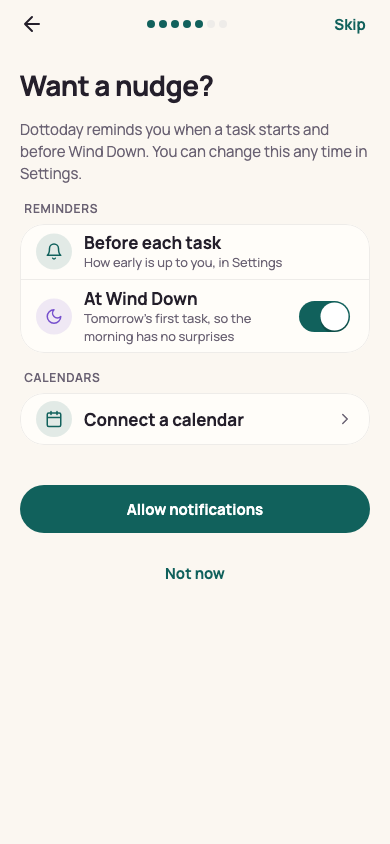 Skip
Want a nudge?
Dottoday reminds you when a task starts and
before Wind Down. You can change this any time in
Settings.
REMINDERS
Before each task
How early is up to you, in Settings
At Wind Down
Tomorrow's first task, so the
morning has no surprises
CALENDARS
Connect a calendar
Allow notifications
Not now